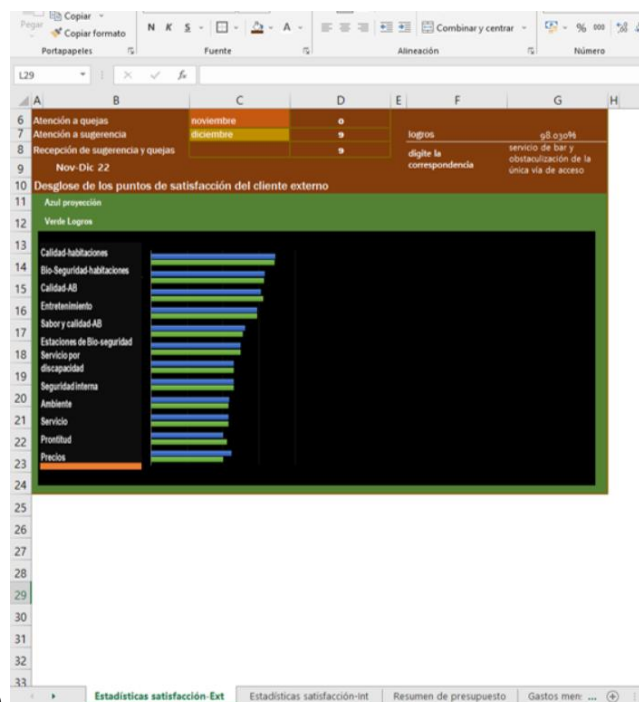 Copiar
Pegar
Copiar formato
N K S A
Combinar y centrar
% 000
Portapapeles Fuente Alineación Número
L29 fx
A B C D E F G H
6 Atención a quejas noviembre 0
7 Atención a sugerencia diciembre 9 logros 98.030%
8 Recepción de sugerencia y quejas 9 digite la correspondencia servicio de bar y obstaculización de la única vía de acceso
9 Nov-Dic 22
10 Desglose de los puntos de satisfacción del cliente externo
11 Azul proyección
12 Verde Logros
13 Calidad-habitaciones
14 Bio-Seguridad-habitaciones
15 Calidad-AB
16 Entretenimiento
17 Sabor y calidad-AB
18 Estaciones de Bio-seguridad
Servicio por
19 discapacidad
Seguridad interna
20 Ambiente
21 Servicio
22 Prontitud
23 Precios
24
25
26
27
28
29
30
31
32
33
Estadísticas satisfacción-Ext Estadísticas satisfacción-Int Resumen de presupuesto Gastos men: ...